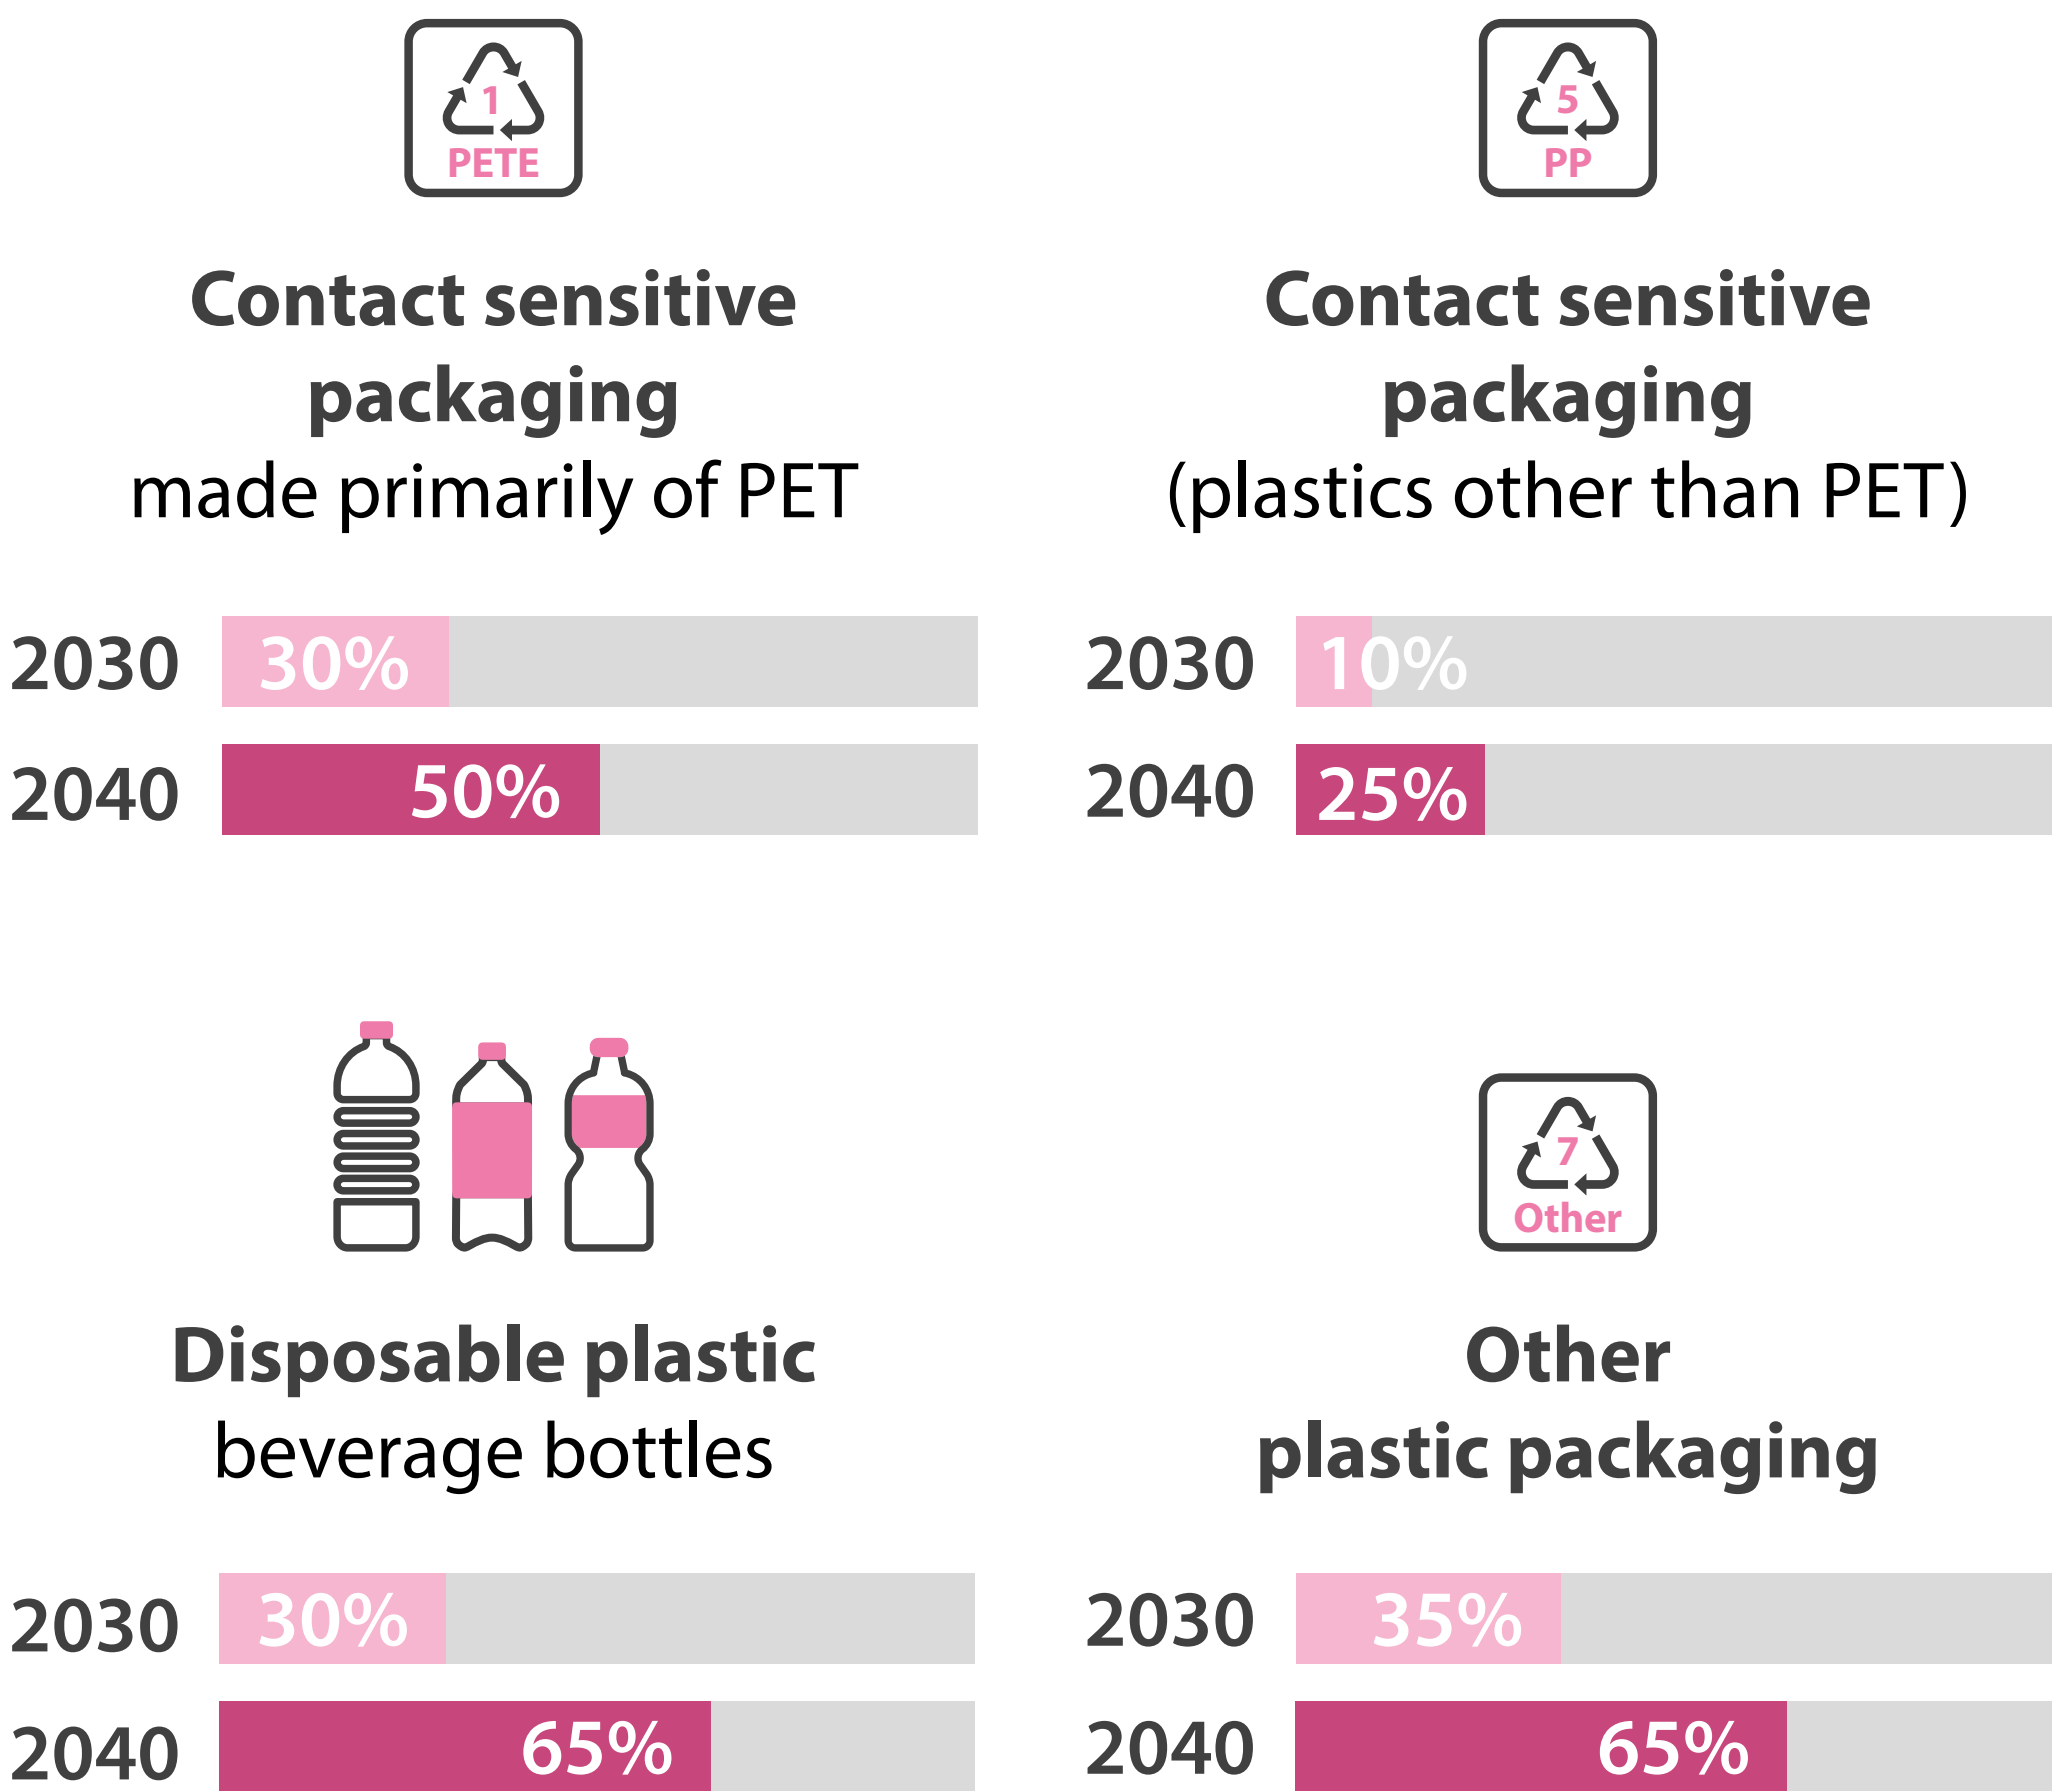 1
PETE
Contact sensitive
packaging
made primarily of PET
2030 30%
2040 50%
5
PP
Contact sensitive
packaging
(plastics other than PET)
2030 10%
2040 25%
Disposable plastic
beverage bottles
2030 30%
2040 65%
7
Other
Other
plastic packaging
2030 35%
2040 65%